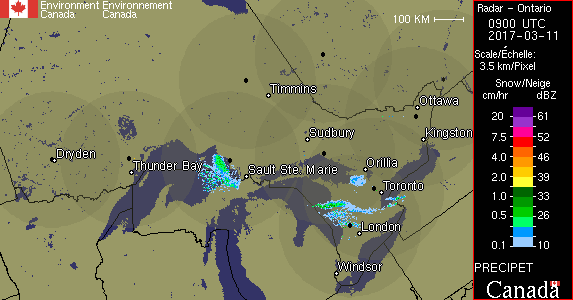 Environment Environnement
Canada Canada
100 KM
Timmins
Ottawa
Sudbury
Kingston
Dryden
Thunder Bay
Sault Ste. Marie
Orillia
Toronto
London
Windsor
Radar - Ontario
0900 UTC
2017-03-11
Scale/Échelle:
3.5 km/Pixel
Snow/Neige
cm/hr dBZ
20 61
7.5 52
4.0 46
2.0 39
1.0 33
0.5 26
0.1 10
PRECIPET
Canada